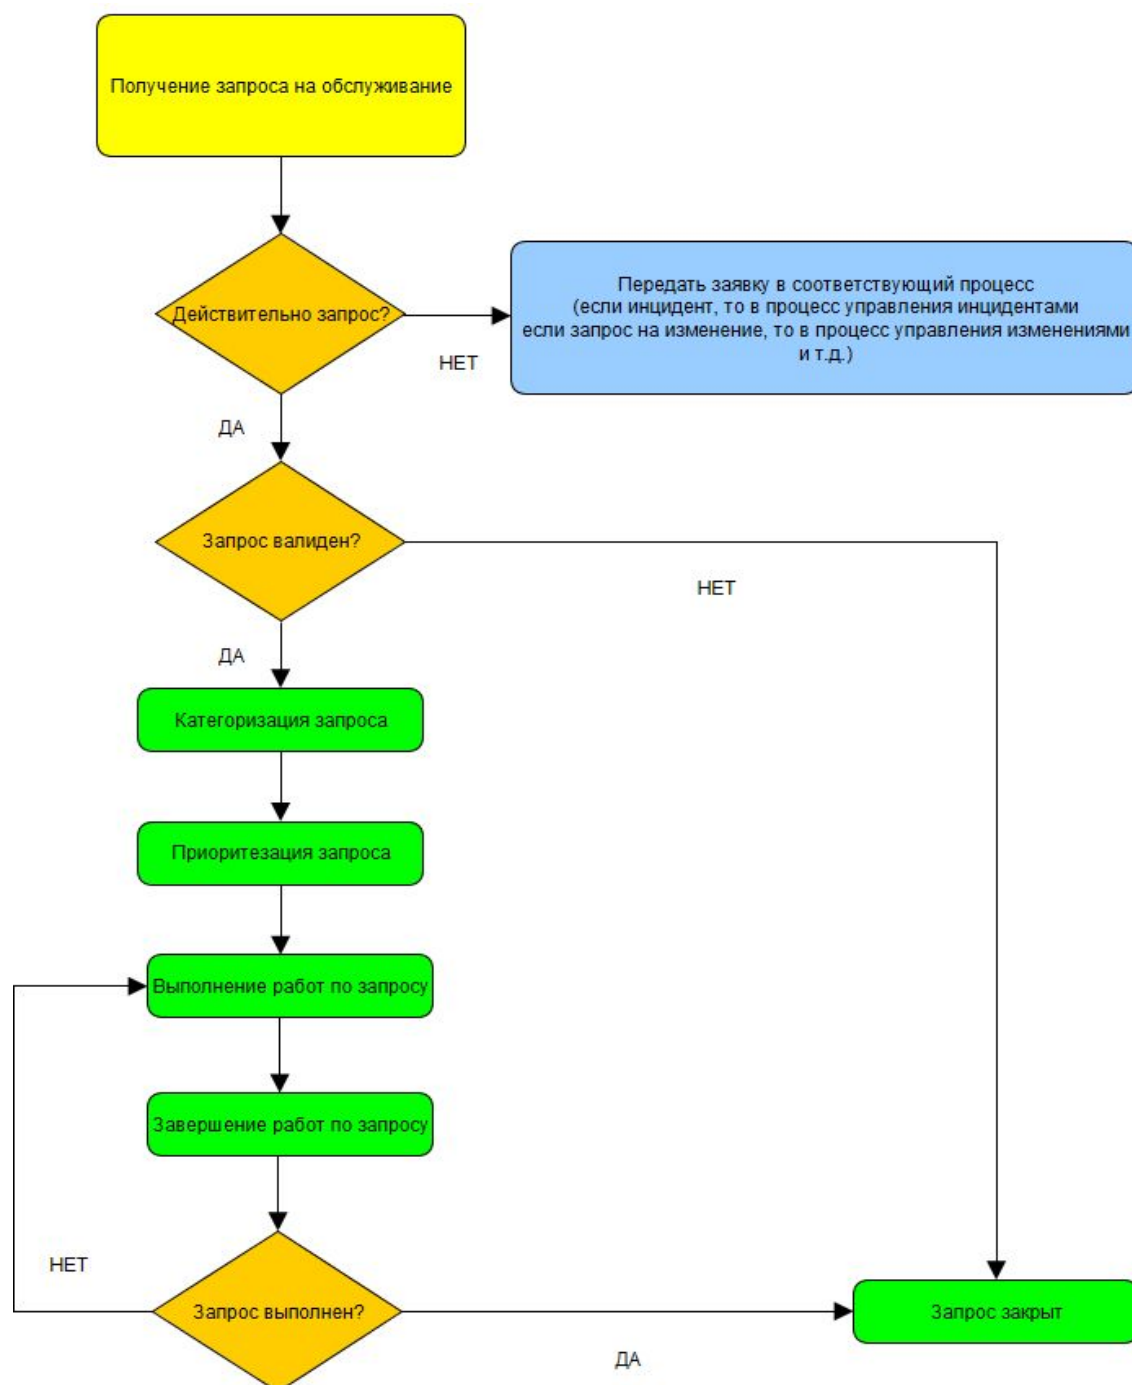 Получение запроса на обслуживание
Действительно запрос?
НЕТ
Передать заявку в соответствующий процесс
(если инцидент, то в процесс управления инцидентами
если запрос на изменение, то в процесс управления изменениями
и т.д.)
ДА
Запрос валиден?
НЕТ
ДА
Категоризация запроса
Приоритезация запроса
Выполнение работ по запросу
Завершение работ по запросу
НЕТ
Запрос выполнен?
ДА
Запрос закрыт